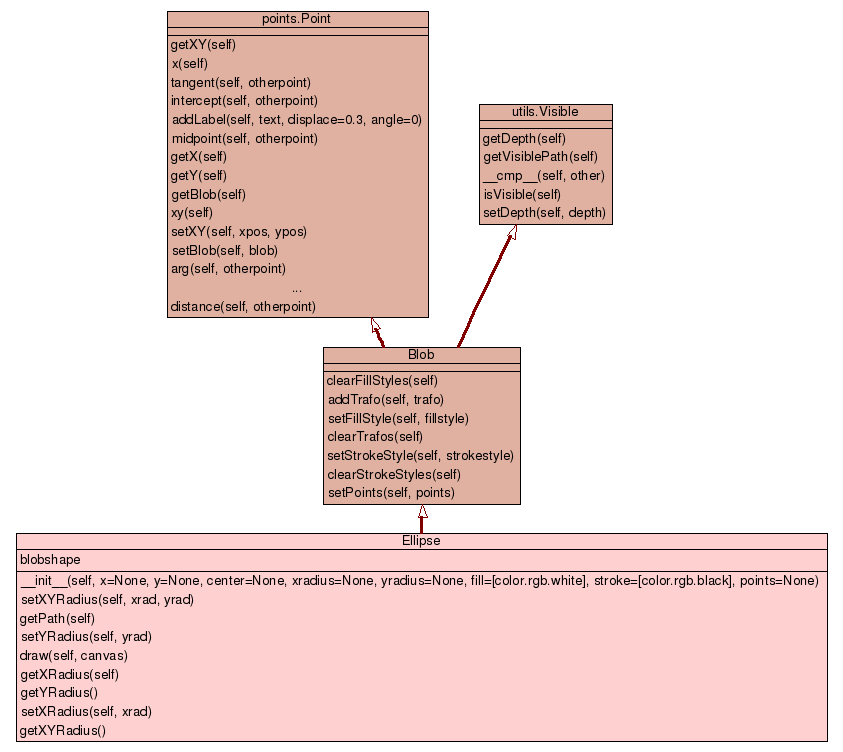 points.Point
getXY(self)
x(self)
tangent(self, otherpoint)
intercept(self, otherpoint)
addLabel(self, text, displace=0.3, angle=0)
midpoint(self, otherpoint)
getX(self)
getY(self)
getBlob(self)
xy(self)
setXY(self, xpos, ypos)
setBlob(self, blob)
arg(self, otherpoint)
...
distance(self, otherpoint)
utils.Visible
getDepth(self)
getVisiblePath(self)
__cmp__(self, other)
isVisible(self)
setDepth(self, depth)
Blob
clearFillStyles(self)
addTrafo(self, trafo)
setFillStyle(self, fillstyle)
clearTrafos(self)
setStrokeStyle(self, strokestyle)
clearStrokeStyles(self)
setPoints(self, points)
Ellipse
blobshape
__init__(self, x=None, y=None, center=None, xradius=None, yradius=None, fill=[color.rgb.white], stroke=[color.rgb.black], points=None)
setXYRadius(self, xrad, yrad)
getPath(self)
setYRadius(self, yrad)
draw(self, canvas)
getXRadius(self)
getYRadius()
setXRadius(self, xrad)
getXYRadius()